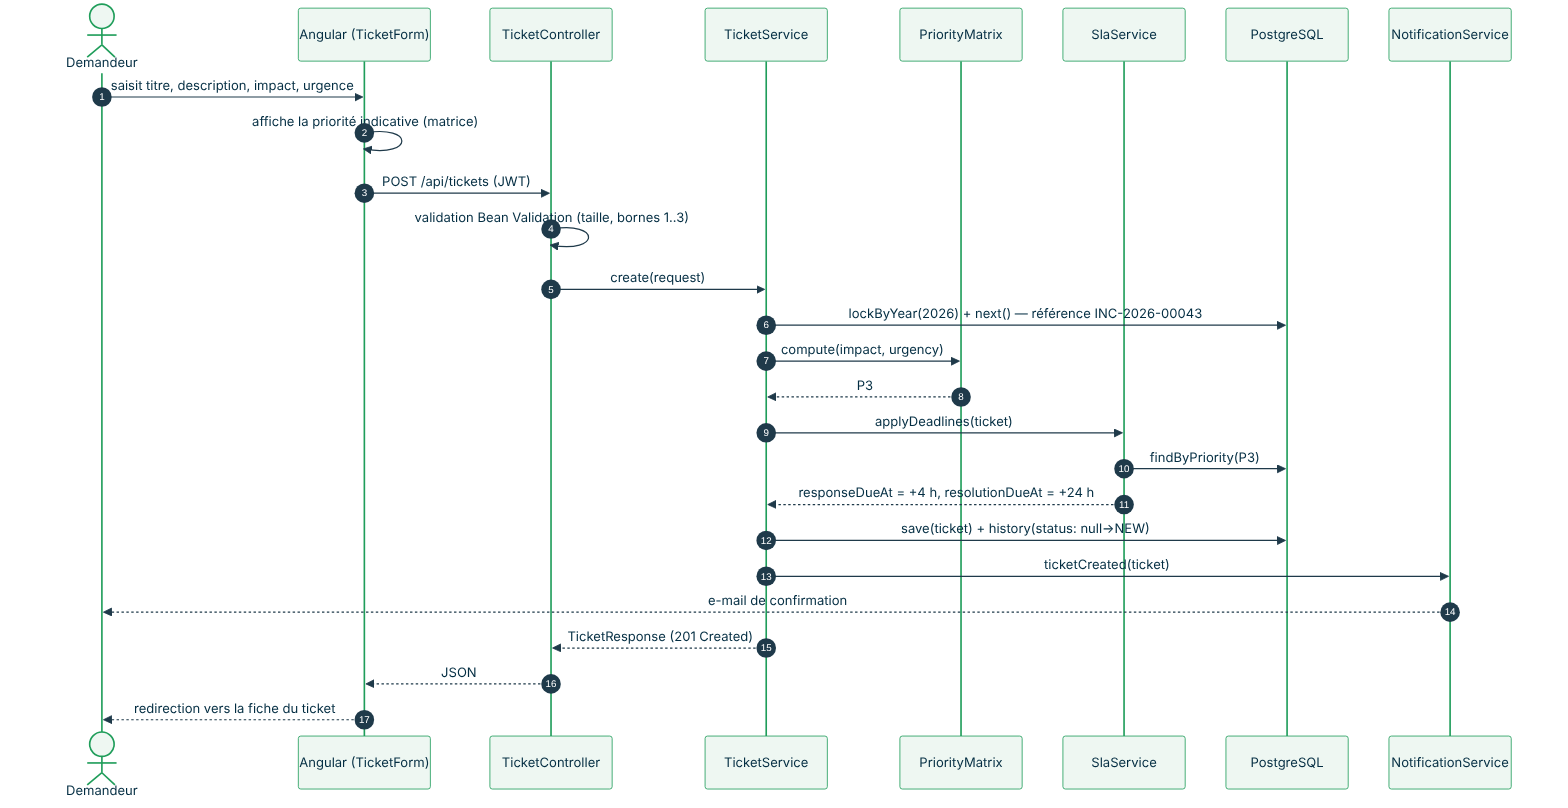 Demandeur
Angular (TicketForm)
TicketController
TicketService
PriorityMatrix
SlaService
PostgreSQL
NotificationService
saisit titre, description, impact, urgence
1
affiche la priorité indicative (matrice)
2
POST /api/tickets (JWT)
3
validation Bean Validation (taille, bornes 1..3)
4
create(request)
5
lockByYear(2026) + next() — référence INC-2026-00043
6
compute(impact, urgency)
7
P3
8
applyDeadlines(ticket)
9
findByPriority(P3)
10
responseDueAt = +4 h, resolutionDueAt = +24 h
11
save(ticket) + history(status: null→NEW)
12
ticketCreated(ticket)
13
e-mail de confirmation
14
TicketResponse (201 Created)
15
JSON
16
redirection vers la fiche du ticket
17
Demandeur
Angular (TicketForm)
TicketController
TicketService
PriorityMatrix
SlaService
PostgreSQL
NotificationService